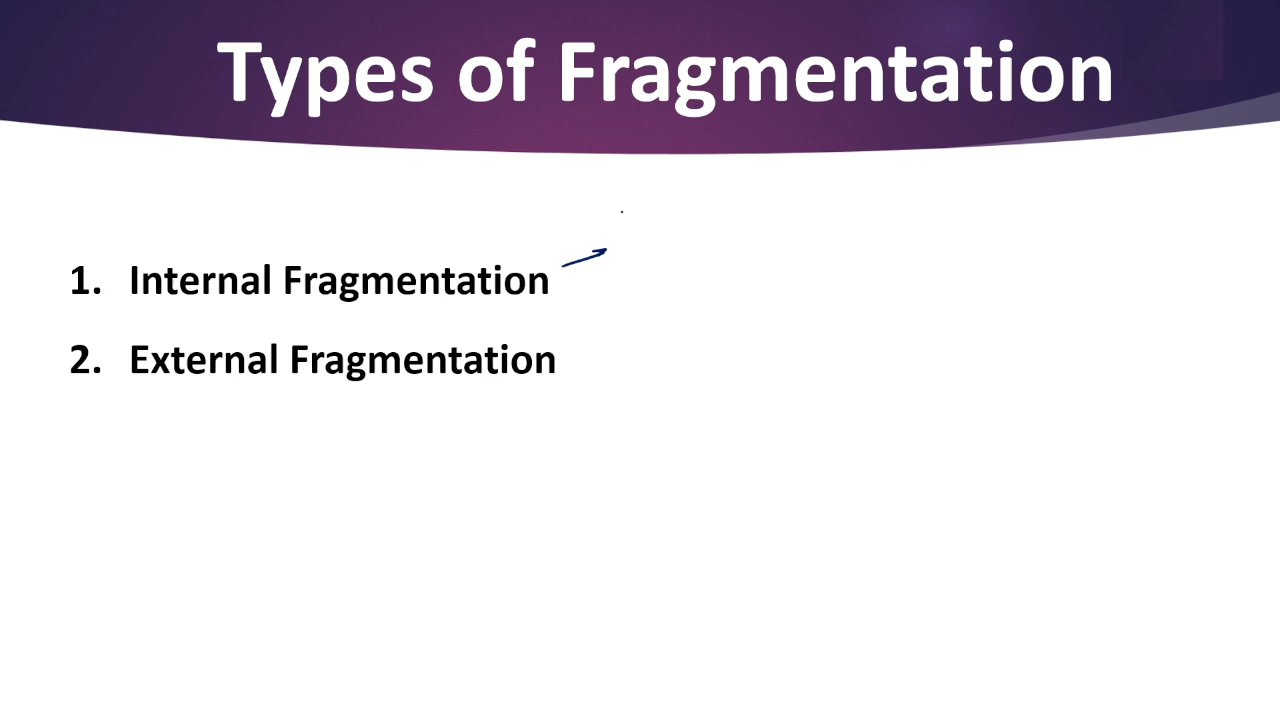 Types of Fragmentation
1. Internal Fragmentation
2. External Fragmentation